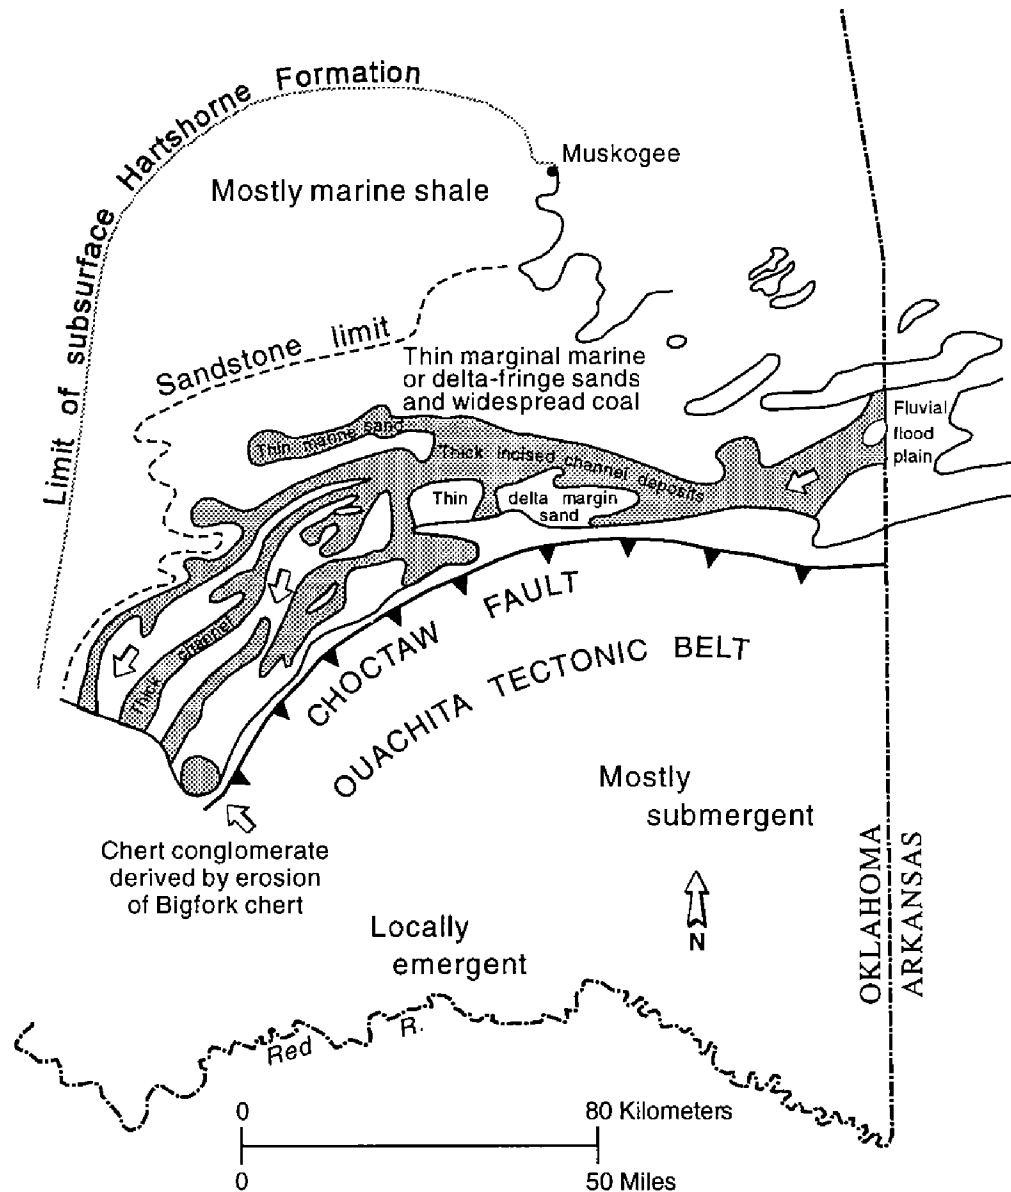 Limit of subsurface Hartshorne Formation
Muskogee
Mostly marine shale
Sandstone limit
Thin marginal marine
or delta-fringe sands
and widespread coal
Fluvial
flood
plain
Thin marine sand
Thick incised channel deposits
Thin
delta margin
sand
Thick channel
CHOCTAW FAULT
OUACHITA TECTONIC BELT
Mostly
submergent
Chert conglomerate
derived by erosion
of Bigfork chert
N
OKLAHOMA
ARKANSAS
Locally
emergent
Red R.
0
80 Kilometers
0
50 Miles